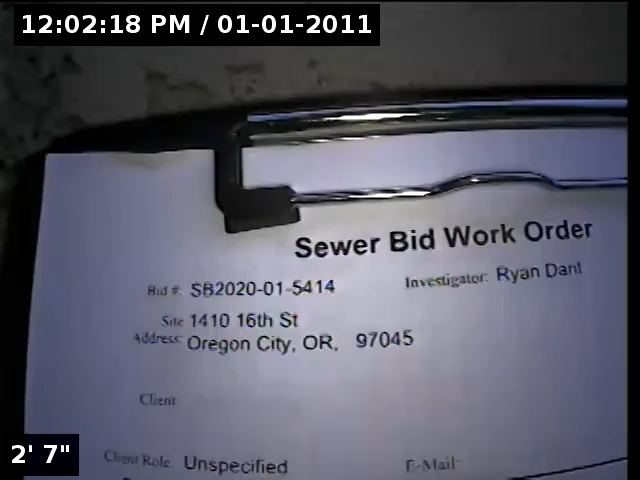 12:02:18 PM / 01-01-2011
Sewer Bid Work Order
Bid #: SB2020-01-5414
Investigator: Ryan Dant
Site 1410 16th St
Address: Oregon City, OR, 97045
Client
Client Role Unspecified
E-Mail
2' 7"